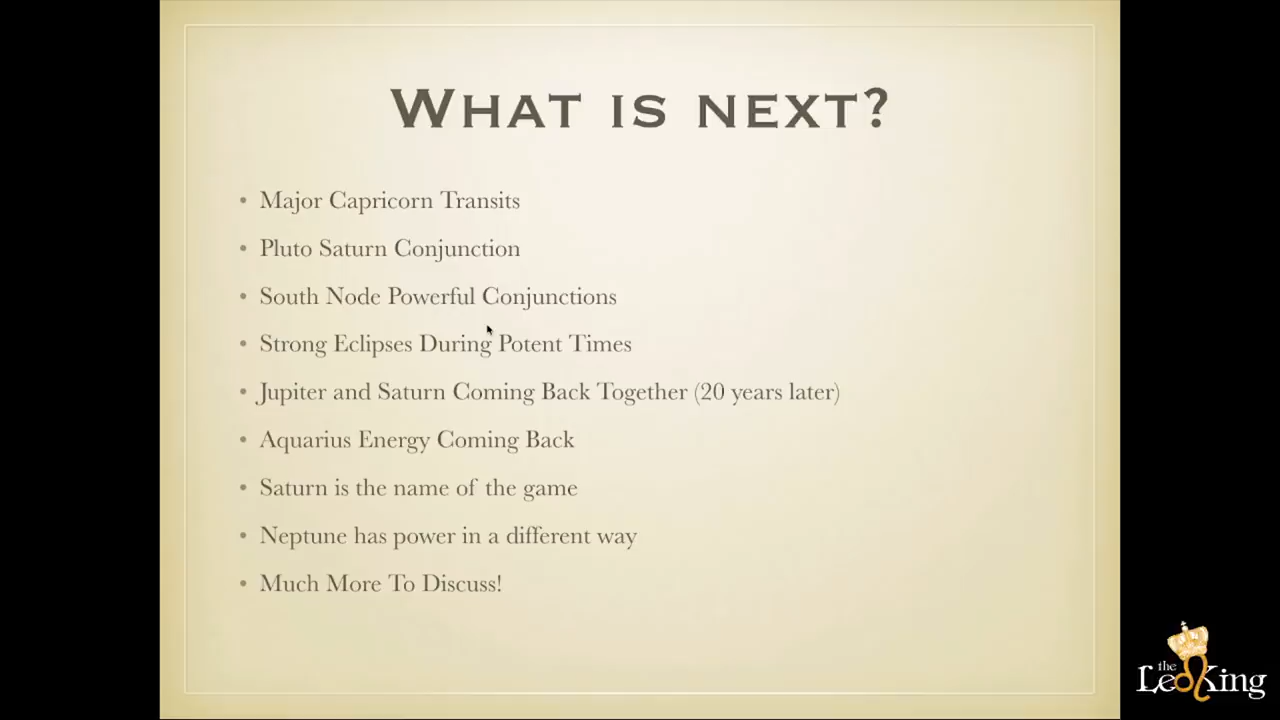 WHAT IS NEXT?
• Major Capricorn Transits
• Pluto Saturn Conjunction
• South Node Powerful Conjunctions
• Strong Eclipses During Potent Times
• Jupiter and Saturn Coming Back Together (20 years later)
• Aquarius Energy Coming Back
• Saturn is the name of the game
• Neptune has power in a different way
• Much More To Discuss!
the
Leo King